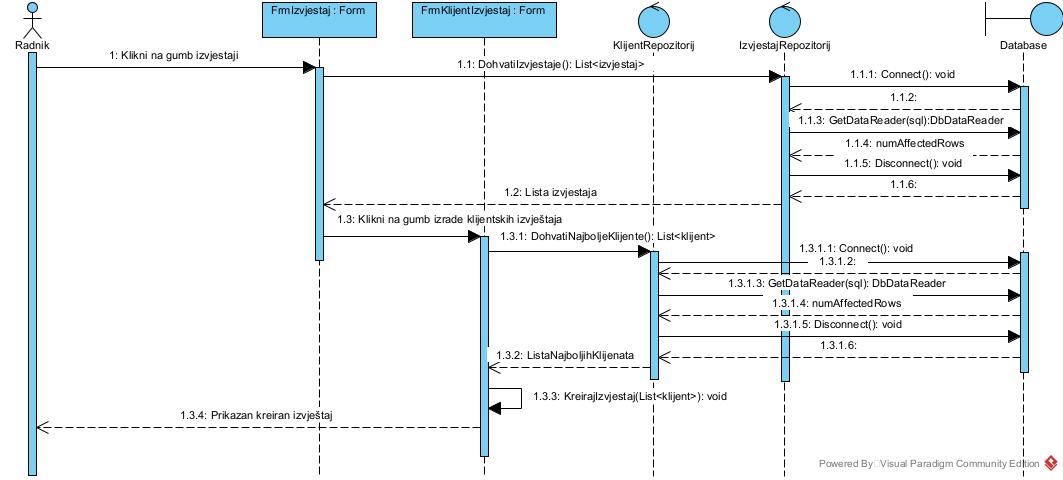 FrmIzvjestaj : Form
FrmKlijentIzvjestaj : Form
Radnik
KlijentRepozitorij
IzvjestajRepozitorij
Database
1: Klikni na gumb izvjestaji
1.1: DohvatiIzvjestaje(): List<izvjestaj>
1.1.1: Connect(): void
1.1.2:
1.1.3: GetDataReader(sql):DbDataReader
1.1.4: numAffectedRows
1.1.5: Disconnect(): void
1.1.6:
1.2: Lista izvjestaja
1.3: Klikni na gumb izrade klijentskih izvještaja
1.3.1: DohvatiNajboljeKlijente(): List<klijent>
1.3.1.1: Connect(): void
1.3.1.2:
1.3.1.3: GetDataReader(sql): DbDataReader
1.3.1.4: numAffectedRows
1.3.1.5: Disconnect(): void
1.3.1.6:
1.3.2: ListaNajboljihKlijenata
1.3.3: KreirajIzvjestaj(List<klijent>): void
1.3.4: Prikazan kreiran izvještaj
Powered By Visual Paradigm Community Edition